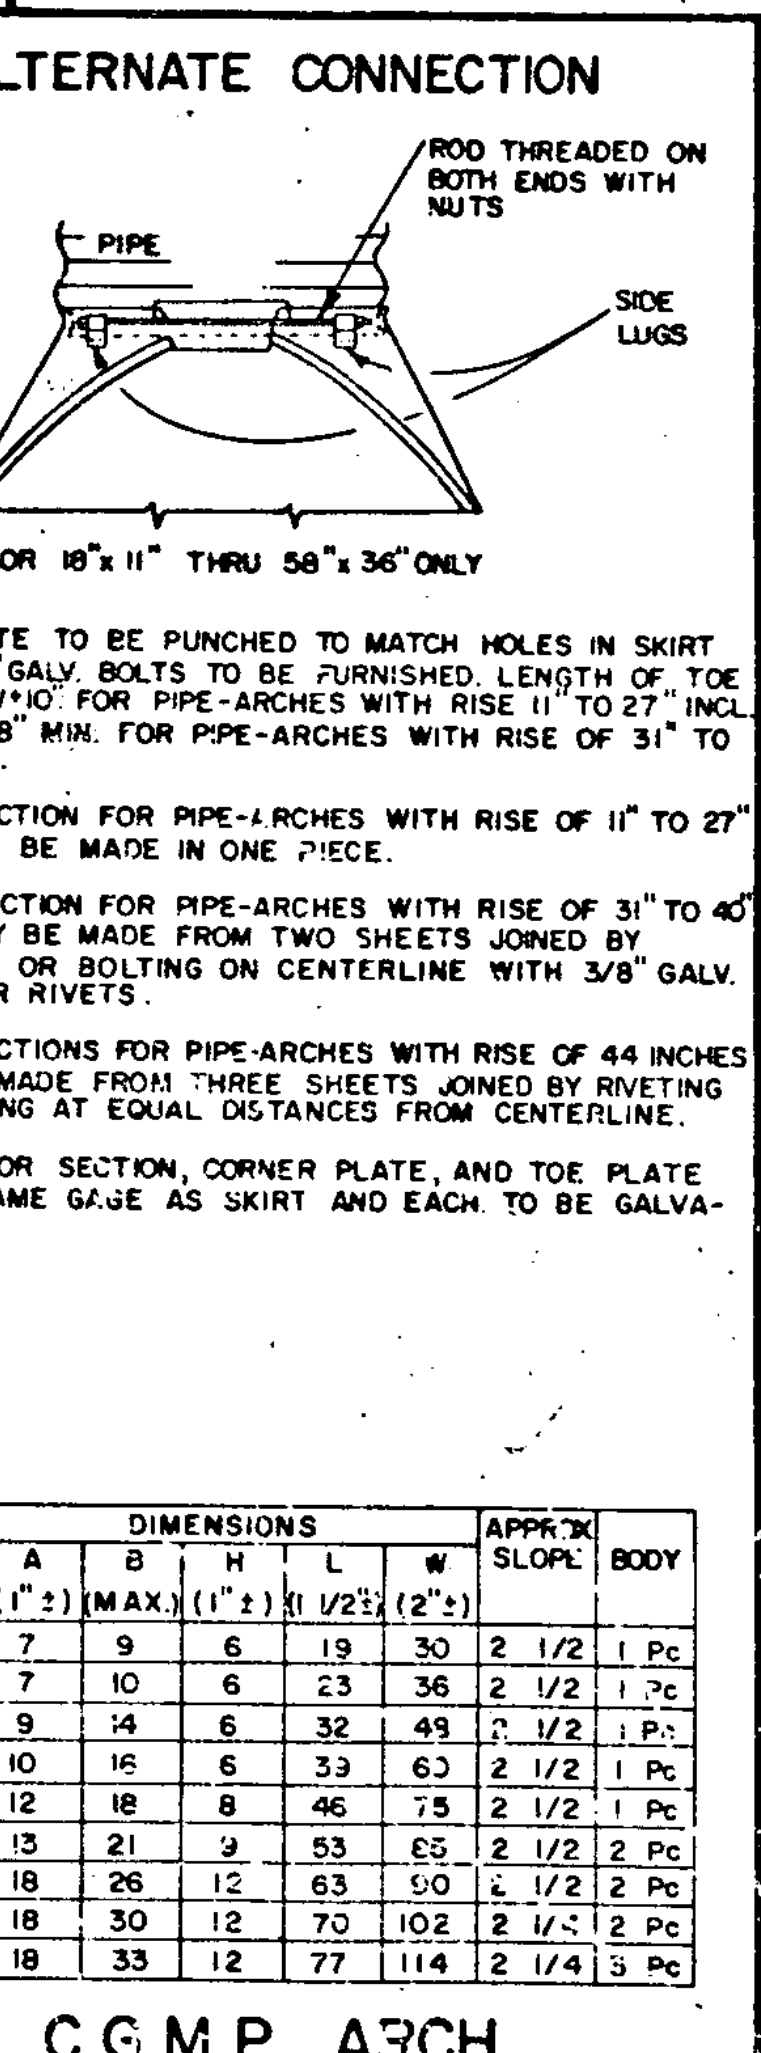 LTERNATE CONNECTION
ROD THREADED ON
BOTH ENDS WITH
NUTS
PIPE
SIDE
LUGS
OR 18"x 11" THRU 58"x 36" ONLY
TE TO BE PUNCHED TO MATCH HOLES IN SKIRT
" GALV. BOLTS TO BE FURNISHED. LENGTH OF TOE
W+10" FOR PIPE-ARCHES WITH RISE 11" TO 27" INCL.
8" MIN. FOR PIPE-ARCHES WITH RISE OF 31" TO
CTION FOR PIPE-ARCHES WITH RISE OF 11" TO 27"
BE MADE IN ONE PIECE.
CTION FOR PIPE-ARCHES WITH RISE OF 31" TO 40"
Y BE MADE FROM TWO SHEETS JOINED BY
OR BOLTING ON CENTERLINE WITH 3/8" GALV.
R RIVETS.
CTIONS FOR PIPE-ARCHES WITH RISE OF 44 INCHES
MADE FROM THREE SHEETS JOINED BY RIVETING
NG AT EQUAL DISTANCES FROM CENTERLINE.
OR SECTION, CORNER PLATE, AND TOE PLATE
AME GAGE AS SKIRT AND EACH TO BE GALVA-
DIMENSIONS APPROX SLOPE BODY
A B H L W
(1" ±) (MAX.) (1" ±) (1 1/2"±) (2"±)
7 9 6 19 30 2 1/2 1 Pc
7 10 6 23 36 2 1/2 1 Pc
9 14 6 32 48 2 1/2 1 Pc
10 16 6 39 60 2 1/2 1 Pc
12 18 8 46 75 2 1/2 1 Pc
13 21 9 53 85 2 1/2 2 Pc
18 26 12 63 90 2 1/2 2 Pc
18 30 12 70 102 2 2 Pc
18 33 12 77 114 2 1/4 3 Pc
C G M P ARCH